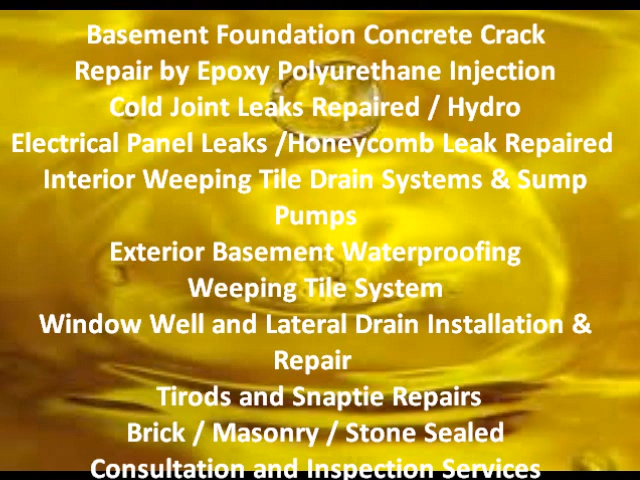 Basement Foundation Concrete Crack
Repair by Epoxy Polyurethane Injection
Cold Joint Leaks Repaired / Hydro
Electrical Panel Leaks /Honeycomb Leak Repaired
Interior Weeping Tile Drain Systems & Sump
Pumps
Exterior Basement Waterproofing
Weeping Tile System
Window Well and Lateral Drain Installation &
Repair
Tirods and Snaptie Repairs
Brick / Masonry / Stone Sealed
Consultation and Inspection Services